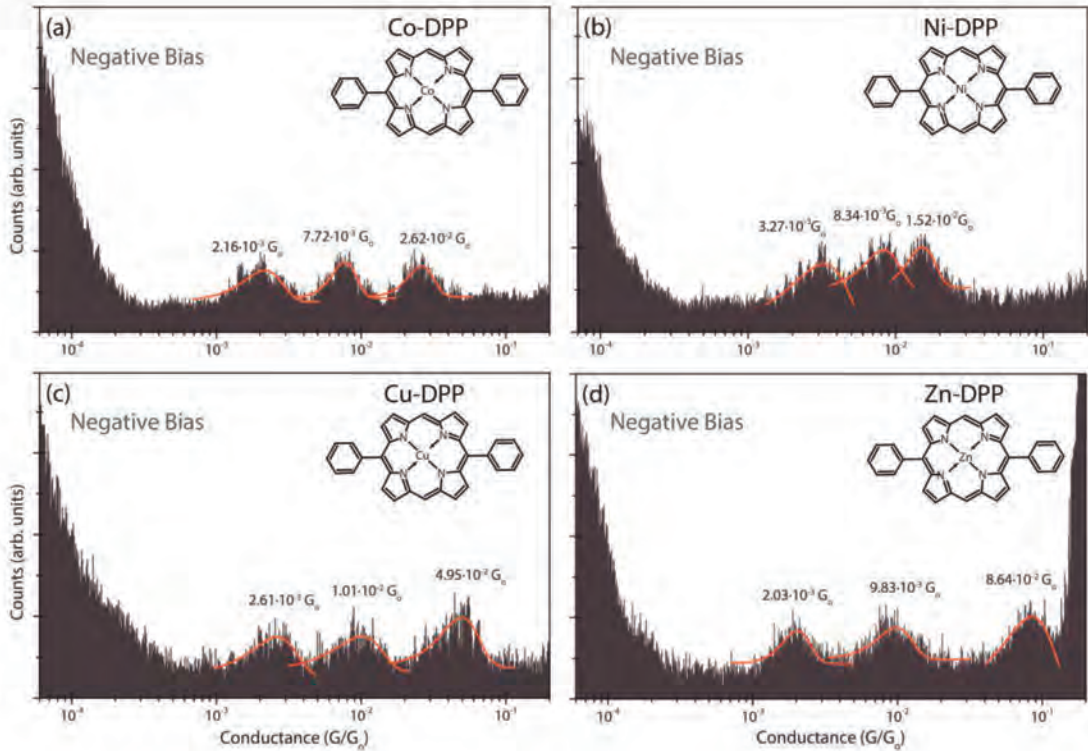 (a)
Co-DPP
Negative Bias
N
N
Co
N
N
2.16·10⁻³ G₀
7.72·10⁻³ G₀
2.62·10⁻² G₀
Counts (arb. units)
10⁻⁴
10⁻³
10⁻²
10⁻¹
(b)
Ni-DPP
Negative Bias
N
N
Ni
N
N
3.27·10⁻³G₀
8.34·10⁻³G₀
1.52·10⁻²G₀
10⁻⁴
10⁻³
10⁻²
10⁻¹
(c)
Cu-DPP
Negative Bias
N
N
Cu
N
N
2.61·10⁻³ G₀
1.01·10⁻² G₀
4.95·10⁻² G₀
Counts (arb. units)
10⁻⁴
10⁻³
10⁻²
10⁻¹
Conductance (G/G₀)
(d)
Zn-DPP
Negative Bias
N
N
Zn
N
N
2.03·10⁻³ G₀
9.83·10⁻³ G₀
8.64·10⁻² G₀
10⁻⁴
10⁻³
10⁻²
10⁻¹
Conductance (G/G₀)